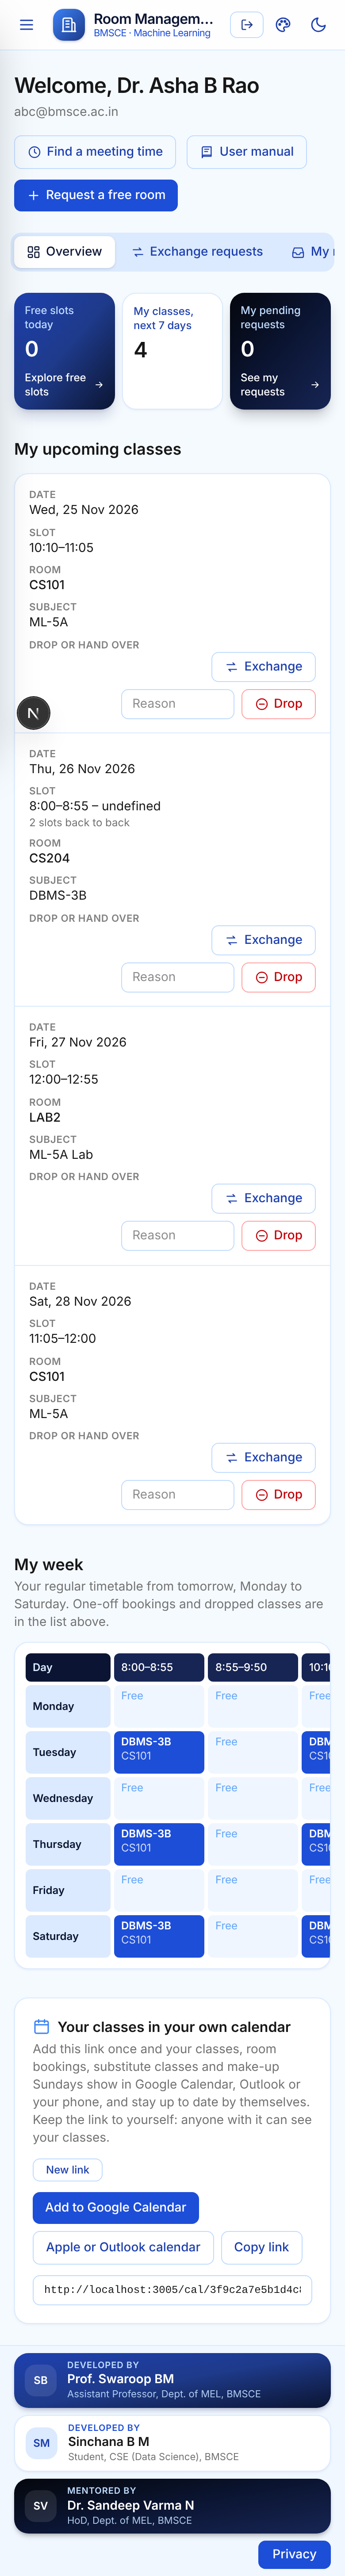 Room Managem...
BMSCE · Machine Learning
Welcome, Dr. Asha B Rao
abc@bmsce.ac.in
Find a meeting time
User manual
Request a free room
Overview
Exchange requests
My
Free slots today
0
Explore free slots
My classes, next 7 days
4
My pending requests
0
See my requests
My upcoming classes
DATE
Wed, 25 Nov 2026
SLOT
10:10–11:05
ROOM
CS101
SUBJECT
ML-5A
DROP OR HAND OVER
Exchange
Reason
Drop
N
DATE
Thu, 26 Nov 2026
SLOT
8:00–8:55 – undefined
2 slots back to back
ROOM
CS204
SUBJECT
DBMS-3B
DROP OR HAND OVER
Exchange
Reason
Drop
DATE
Fri, 27 Nov 2026
SLOT
12:00–12:55
ROOM
LAB2
SUBJECT
ML-5A Lab
DROP OR HAND OVER
Exchange
Reason
Drop
DATE
Sat, 28 Nov 2026
SLOT
11:05–12:00
ROOM
CS101
SUBJECT
ML-5A
DROP OR HAND OVER
Exchange
Reason
Drop
My week
Your regular timetable from tomorrow, Monday to
Saturday. One-off bookings and dropped classes are
in the list above.
Day 8:00–8:55 8:55–9:50
Monday Free Free Free
Tuesday DBMS-3B CS101 Free
Wednesday Free Free Free
Thursday DBMS-3B CS101 Free
Friday Free Free Free
Saturday DBMS-3B CS101 Free
Your classes in your own calendar
Add this link once and your classes, room
bookings, substitute classes and make-up
Sundays show in Google Calendar, Outlook or
your phone, and stay up to date by themselves.
Keep the link to yourself: anyone with it can see
your classes.
New link
Add to Google Calendar
Apple or Outlook calendar
Copy link
http://localhost:3005/cal/3f9c2a7e5b1d4c
SB
DEVELOPED BY
Prof. Swaroop BM
Assistant Professor, Dept. of MEL, BMSCE
SM
DEVELOPED BY
Sinchana B M
Student, CSE (Data Science), BMSCE
SV
MENTORED BY
Dr. Sandeep Varma N
HoD, Dept. of MEL, BMSCE
Privacy